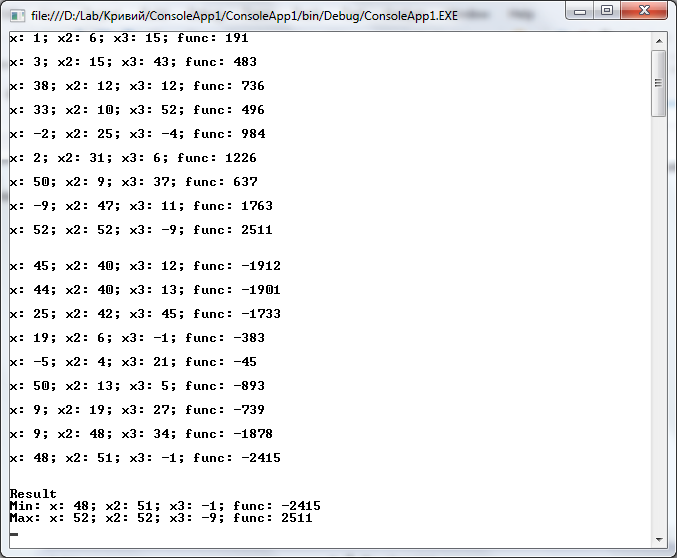 file:///D:/Lab/Кривий/ConsoleApp1/ConsoleApp1/bin/Debug/ConsoleApp1.EXE
x: 1; x2: 6; x3: 15; func: 191
x: 3; x2: 15; x3: 43; func: 483
x: 38; x2: 12; x3: 12; func: 736
x: 33; x2: 10; x3: 52; func: 496
x: -2; x2: 25; x3: -4; func: 984
x: 2; x2: 31; x3: 6; func: 1226
x: 50; x2: 9; x3: 37; func: 637
x: -9; x2: 47; x3: 11; func: 1763
x: 52; x2: 52; x3: -9; func: 2511
x: 45; x2: 40; x3: 12; func: -1912
x: 44; x2: 40; x3: 13; func: -1901
x: 25; x2: 42; x3: 45; func: -1733
x: 19; x2: 6; x3: -1; func: -383
x: -5; x2: 4; x3: 21; func: -45
x: 50; x2: 13; x3: 5; func: -893
x: 9; x2: 19; x3: 27; func: -739
x: 9; x2: 48; x3: 34; func: -1878
x: 48; x2: 51; x3: -1; func: -2415
Result
Min: x: 48; x2: 51; x3: -1; func: -2415
Max: x: 52; x2: 52; x3: -9; func: 2511